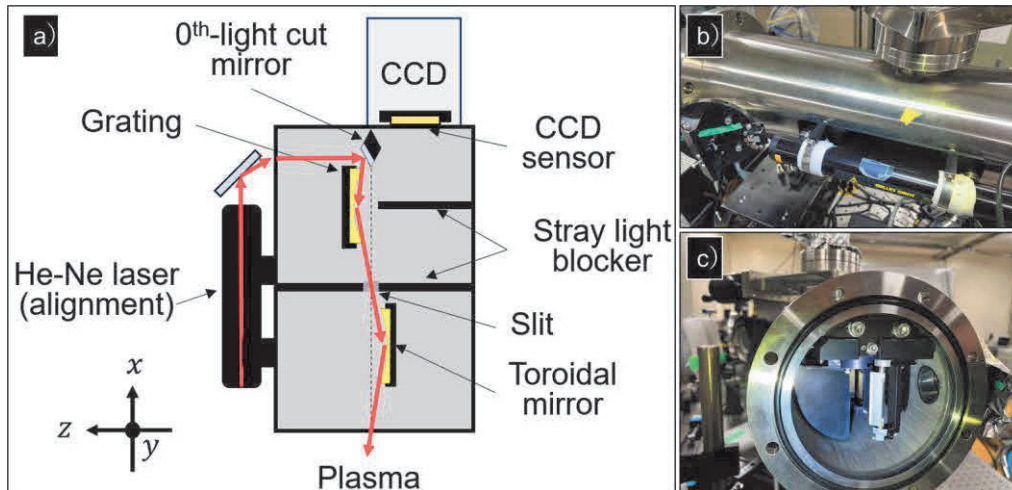 a)
0th-light cut
mirror
CCD
Grating
CCD
sensor
Stray light
blocker
He-Ne laser
(alignment)
Slit
Toroidal
mirror
x
z
y
Plasma
b)
c)